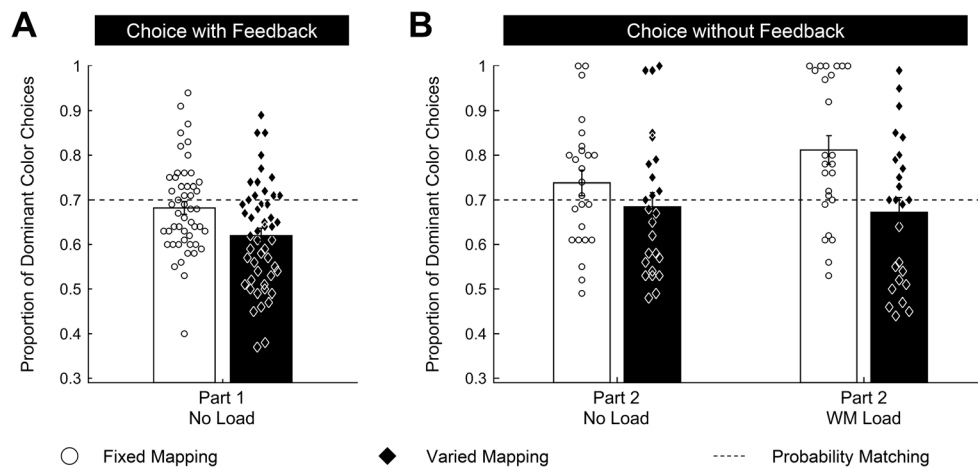 A
Choice with Feedback
Proportion of Dominant Color Choices
1
0.9
0.8
0.7
0.6
0.5
0.4
0.3
Part 1
No Load
B
Choice without Feedback
Proportion of Dominant Color Choices
1
0.9
0.8
0.7
0.6
0.5
0.4
0.3
Part 2
No Load
Part 2
WM Load
Fixed Mapping
Varied Mapping
Probability Matching